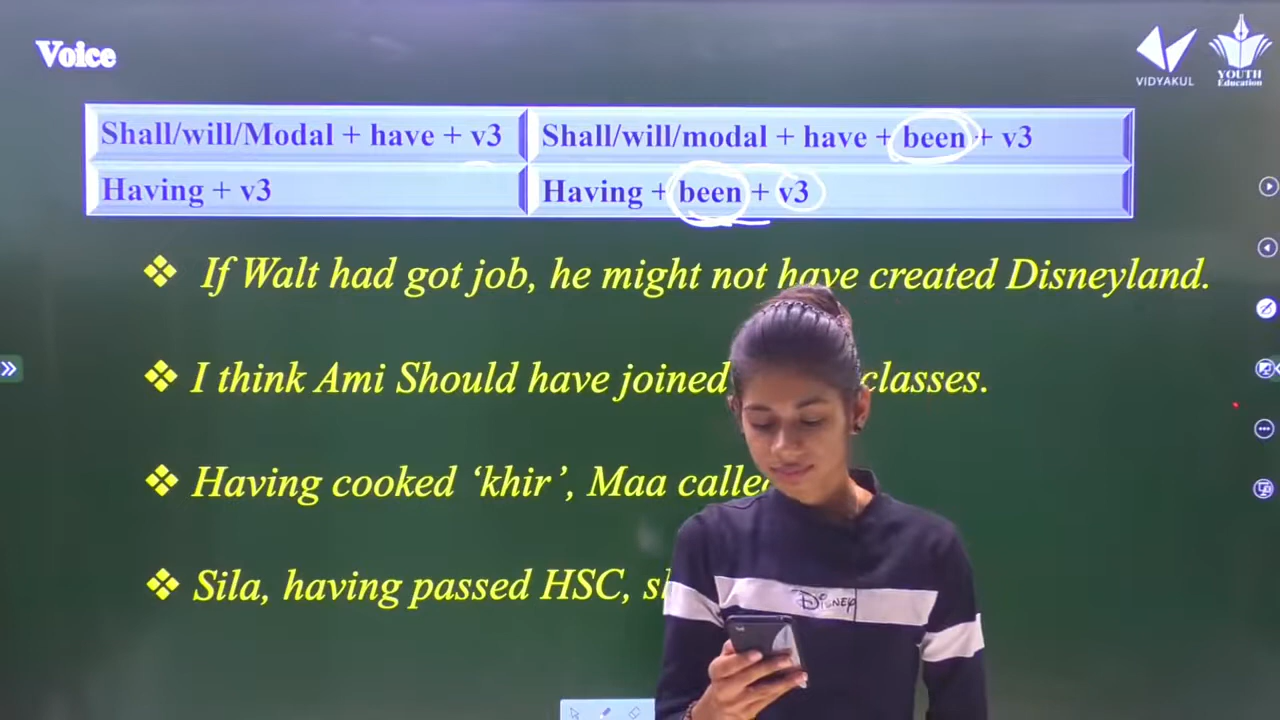 Voice
VIDYAKUL
YOUTH
Education
Shall/will/Modal + have + v3
Shall/will/modal + have + been + v3
Having + v3
Having + been + v3
If Walt had got job, he might not have created Disneyland.
I think Ami Should have joined classes.
Having cooked ‘khir’, Maa called
Sila, having passed HSC,
DISNEY